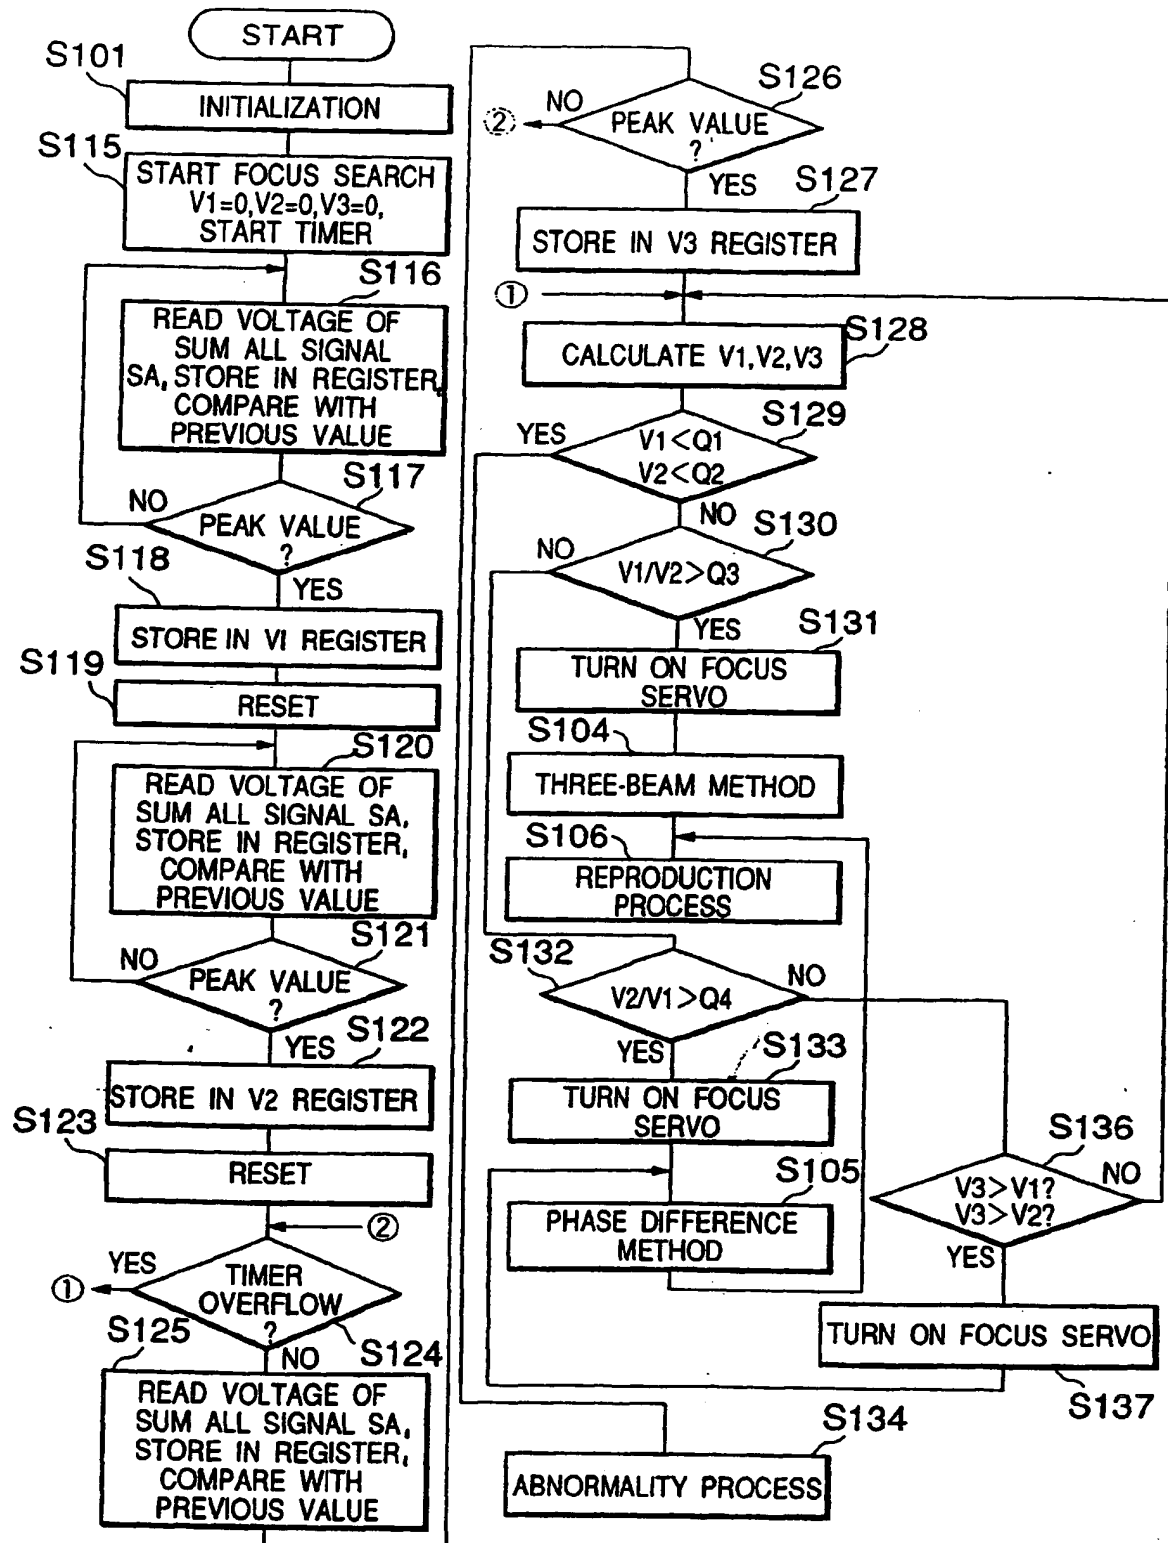 START
S101
INITIALIZATION
S115
START FOCUS SEARCH
V1=0,V2=0,V3=0,
START TIMER
S116
READ VOLTAGE OF
SUM ALL SIGNAL
SA, STORE IN REGISTER,
COMPARE WITH
PREVIOUS VALUE
S117
NO
PEAK VALUE
?
YES
S118
STORE IN V1 REGISTER
S119
RESET
S120
READ VOLTAGE OF
SUM ALL SIGNAL SA,
STORE IN REGISTER,
COMPARE WITH
PREVIOUS VALUE
S121
NO
PEAK VALUE
?
YES
S122
STORE IN V2 REGISTER
S123
RESET
②
YES
TIMER
OVERFLOW
?
①
S124
NO
S125
READ VOLTAGE OF
SUM ALL SIGNAL SA,
STORE IN REGISTER,
COMPARE WITH
PREVIOUS VALUE
S126
NO
②
PEAK VALUE
?
YES
S127
STORE IN V3 REGISTER
①
S128
CALCULATE V1,V2,V3
S129
YES
V1<Q1
V2<Q2
NO
S130
NO
V1/V2>Q3
YES
S131
TURN ON FOCUS
SERVO
S104
THREE-BEAM METHOD
S106
REPRODUCTION
PROCESS
S132
NO
V2/V1>Q4
YES
S133
TURN ON FOCUS
SERVO
S105
PHASE DIFFERENCE
METHOD
S136
NO
V3>V1?
V3>V2?
YES
TURN ON FOCUS SERVO
S137
S134
ABNORMALITY PROCESS